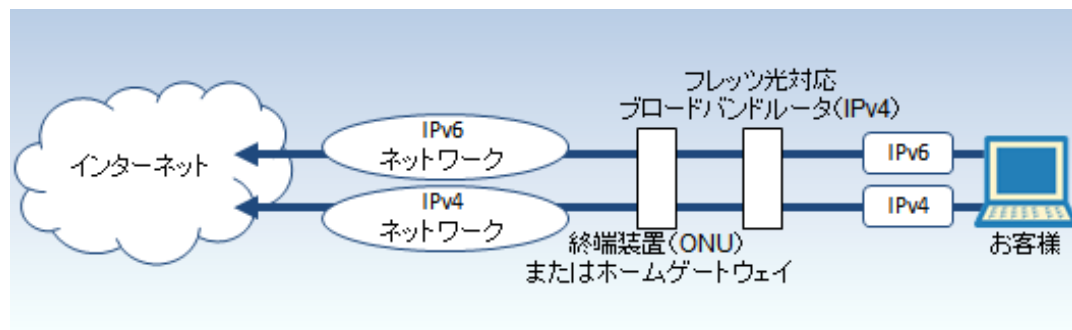 フレッツ光対応
ブロードバンドルータ(IPv4)
インターネット
IPv6
ネットワーク
IPv6
IPv4
ネットワーク
IPv4
終端装置(ONU)
またはホームゲートウェイ
お客様